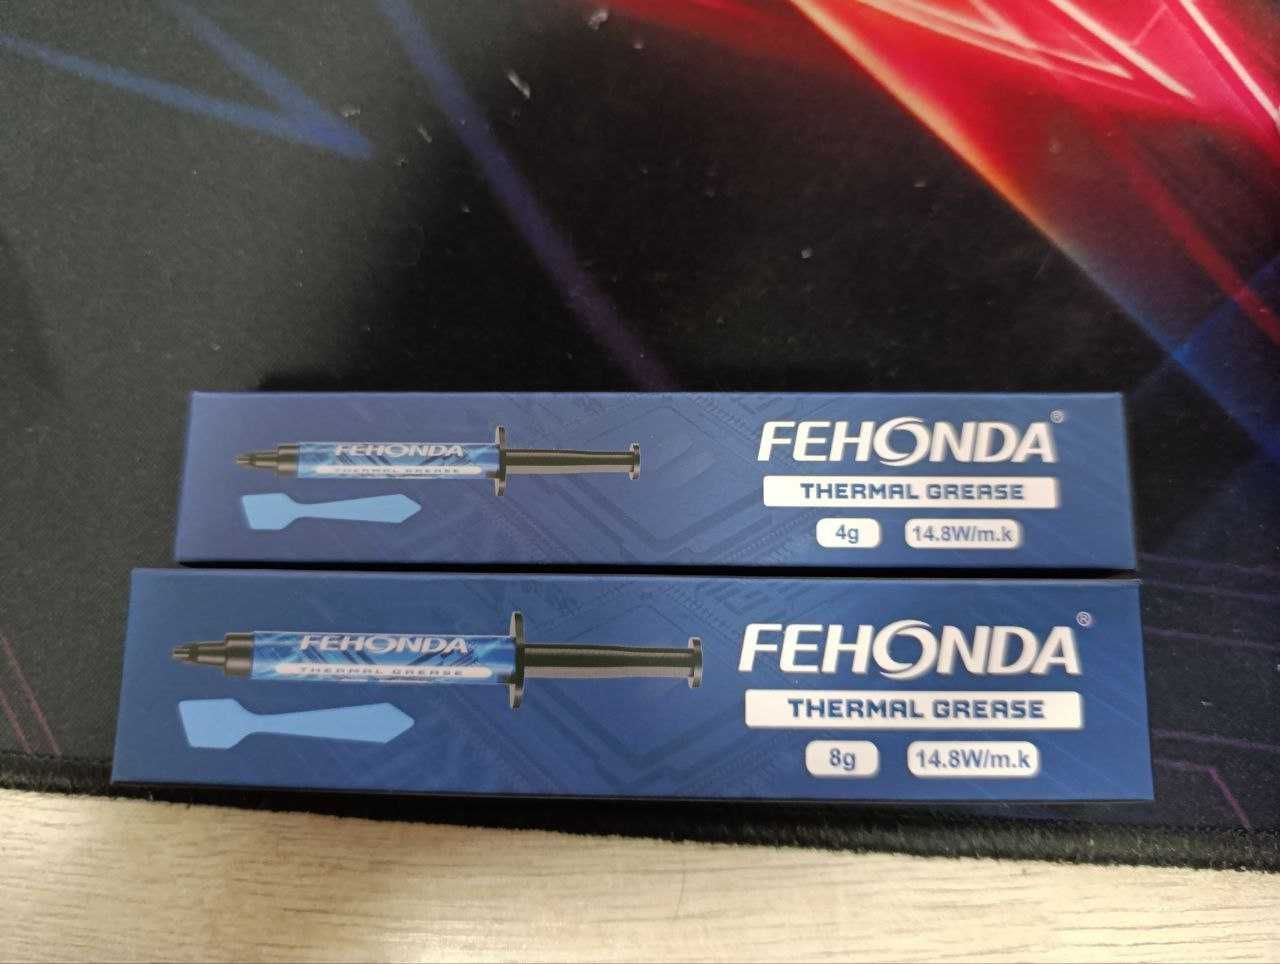 FEHONDA
THERMAL GREASE
FEHONDA®
THERMAL GREASE
4g 14.8W/m.k
FEHONDA
THERMAL GREASE
FEHONDA®
THERMAL GREASE
8g 14.8W/m.k